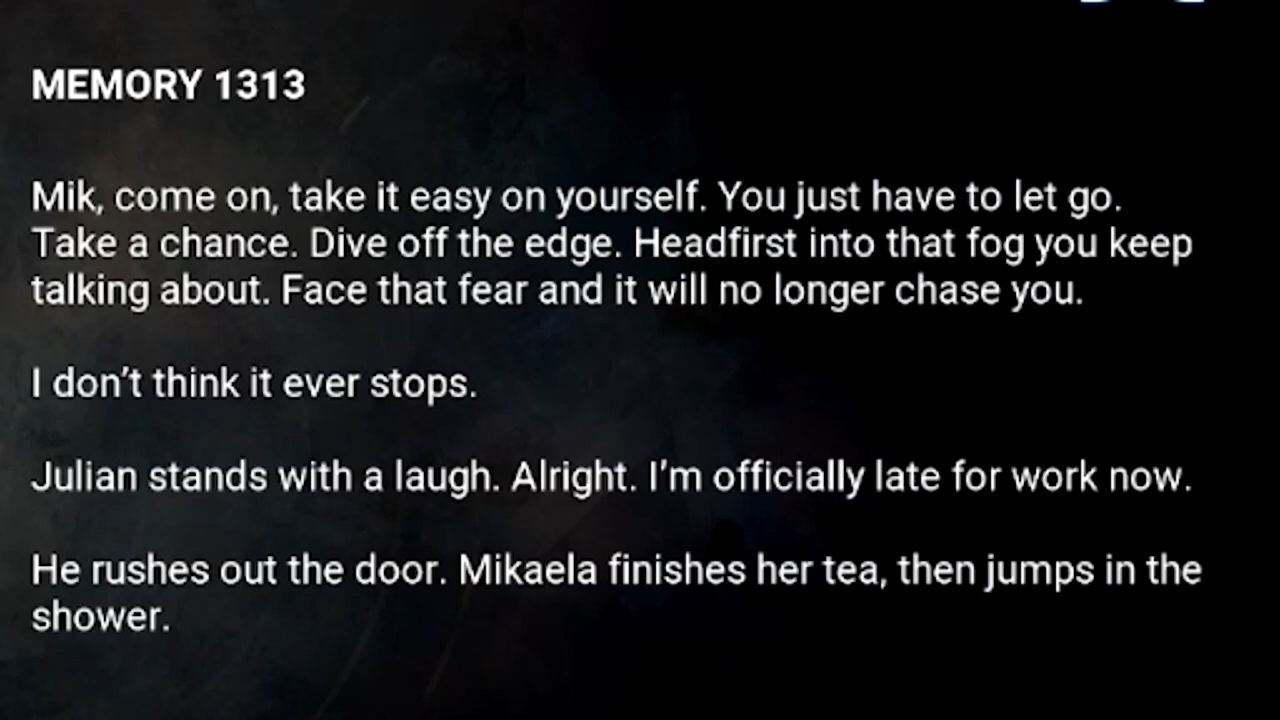 MEMORY 1313
Mik, come on, take it easy on yourself. You just have to let go.
Take a chance. Dive off the edge. Headfirst into that fog you keep
talking about. Face that fear and it will no longer chase you.
I don’t think it ever stops.
Julian stands with a laugh. Alright. I’m officially late for work now.
He rushes out the door. Mikaela finishes her tea, then jumps in the
shower.